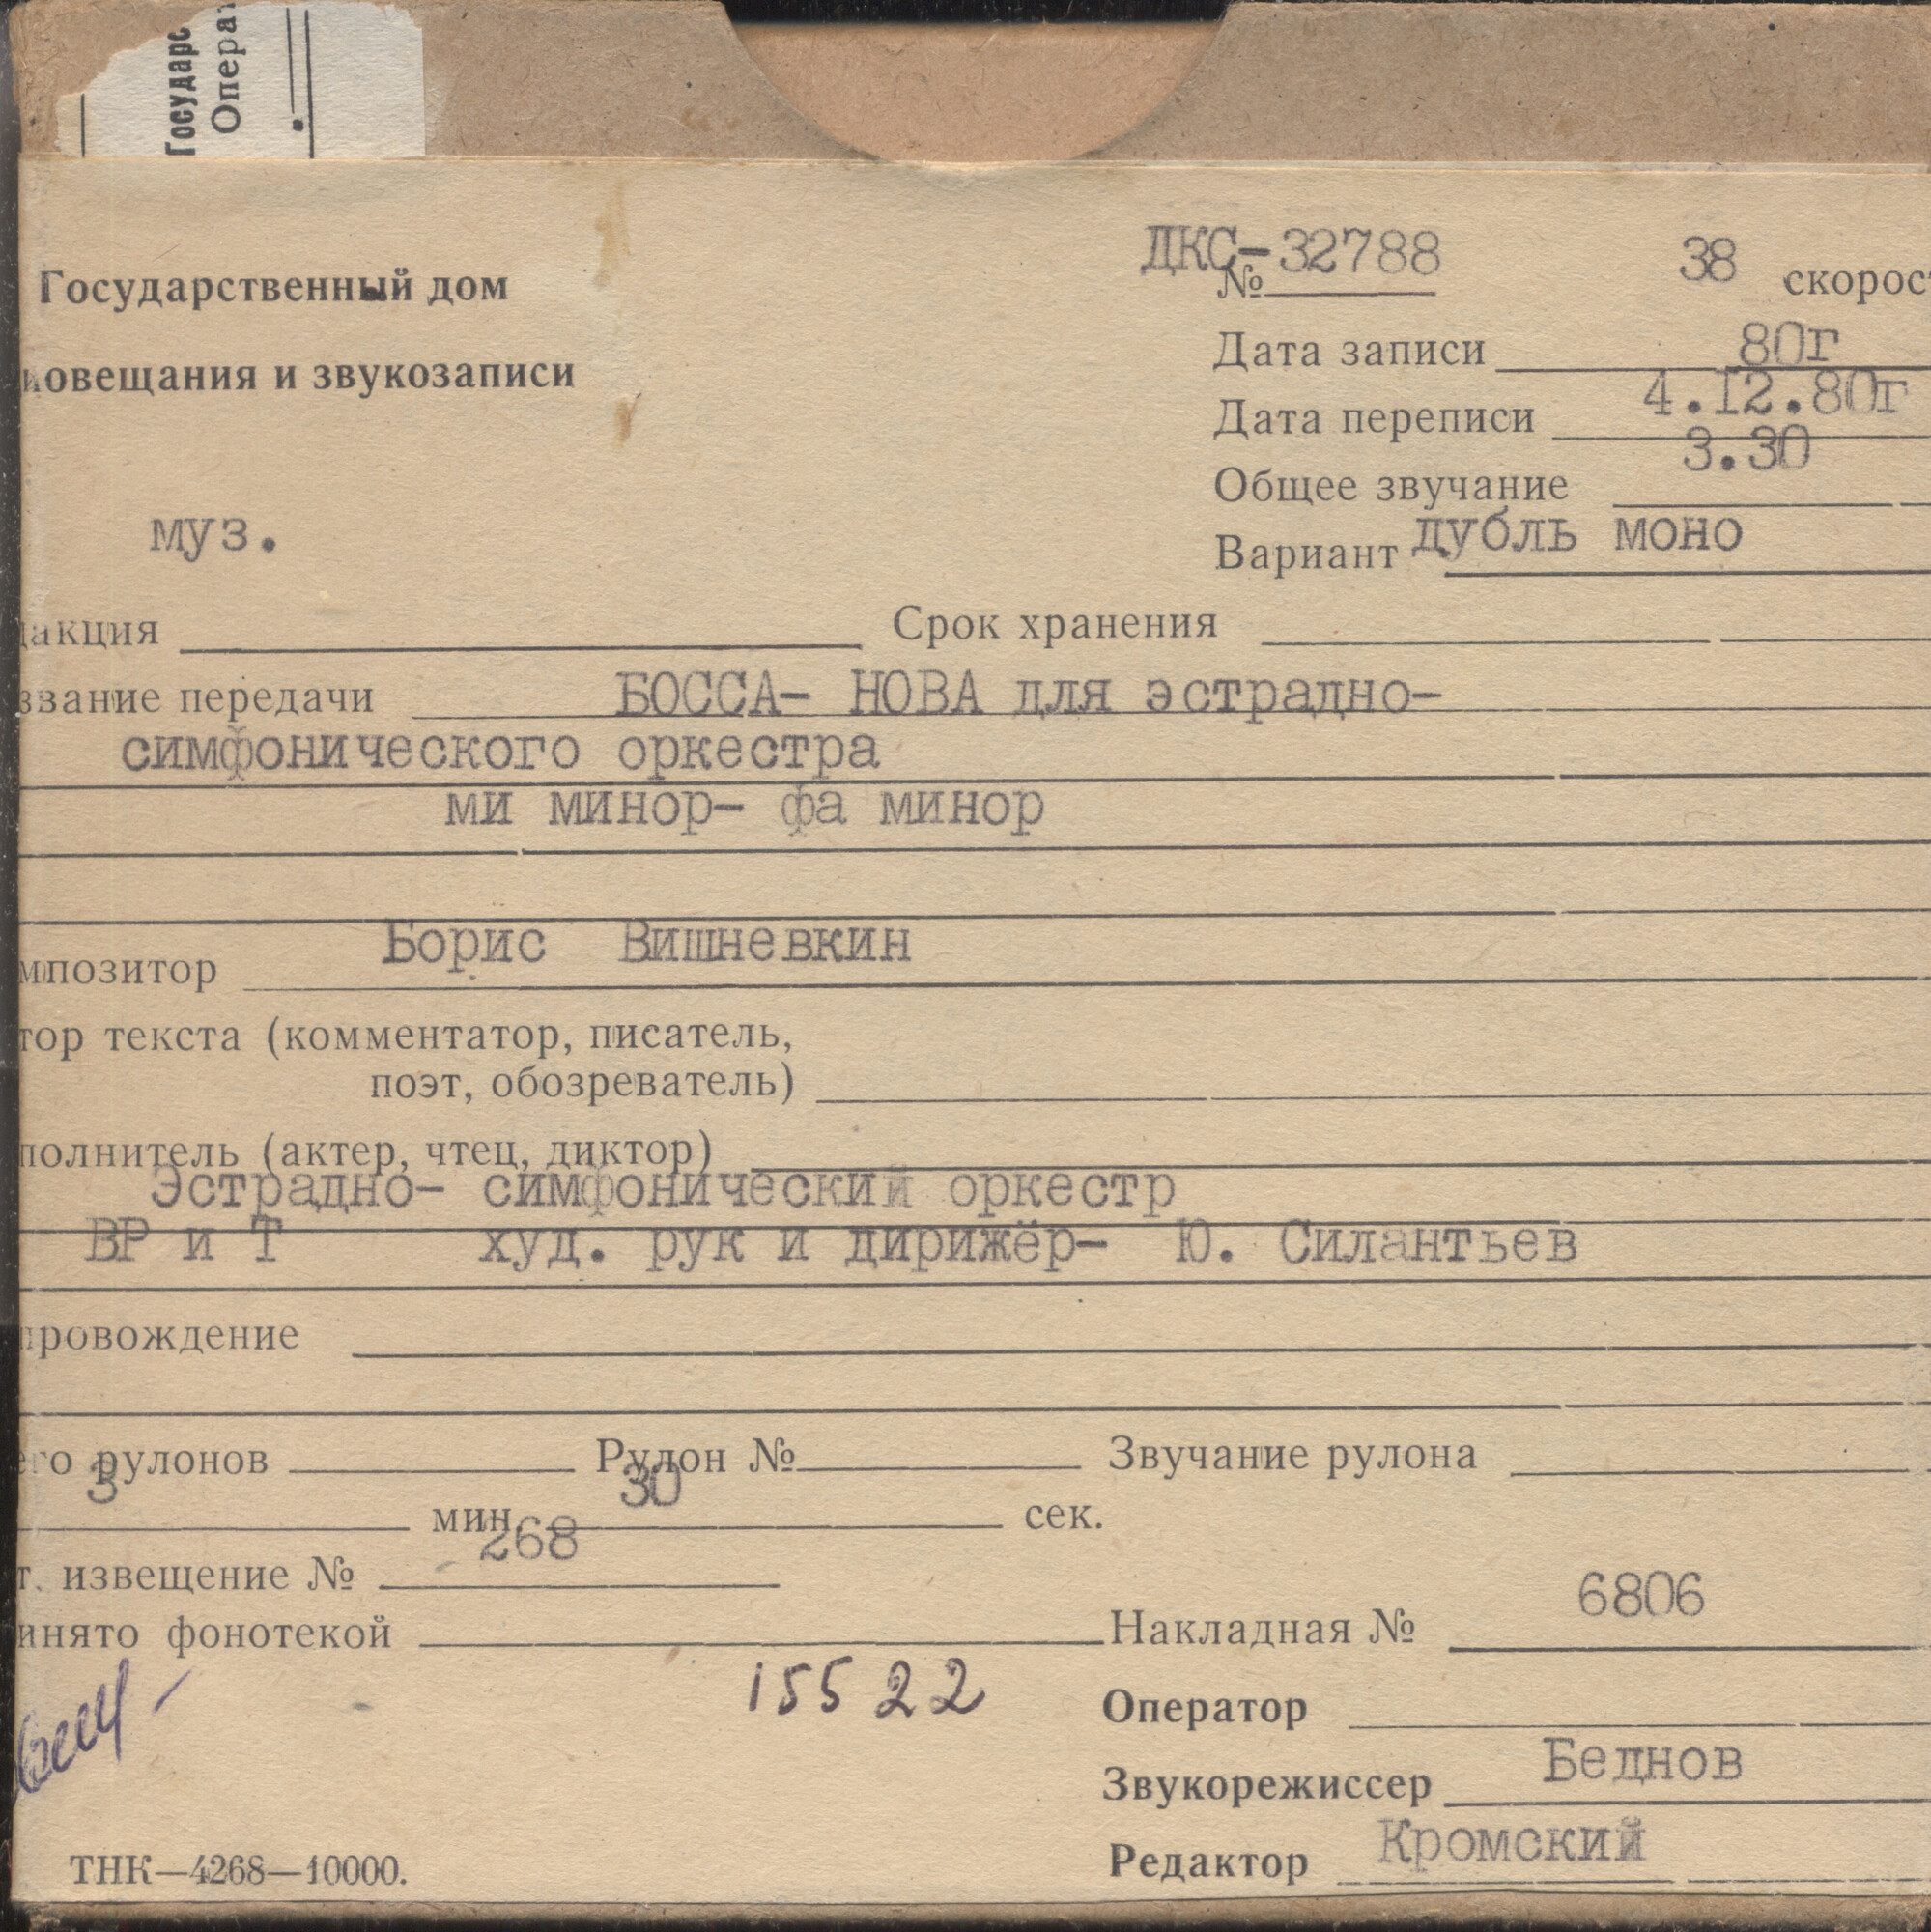 Государс
Опера
ДКС-32788
№
38 скорос
Государственный дом
иовещания и звукозаписи
Дата записи 80г
Дата переписи 4.I2.80г
Общее звучание 3.30
муз.
Вариант дубль моно
дакция Срок хранения
звание передачи БОССА- НОВА для эстрадно-
симфонического оркестра
ми минор- фа минор
мпозитор Борис Вишневкин
тор текста (комментатор, писатель,
поэт, обозреватель)
полнитель (актер, чтец, диктор)
Эстрадно- симфонический оркестр
ВР и Т худ. рук и дирижёр- Ю. Силантьев
провождение
его рулонов Рулон № Звучание рулона
3 мин. 30 сек.
т. извещение № 268
инято фонотекой Накладная № 6806
15522
Оператор
Звукорежиссер Беднов
Редактор Кромский
ТНК—4268—10000.